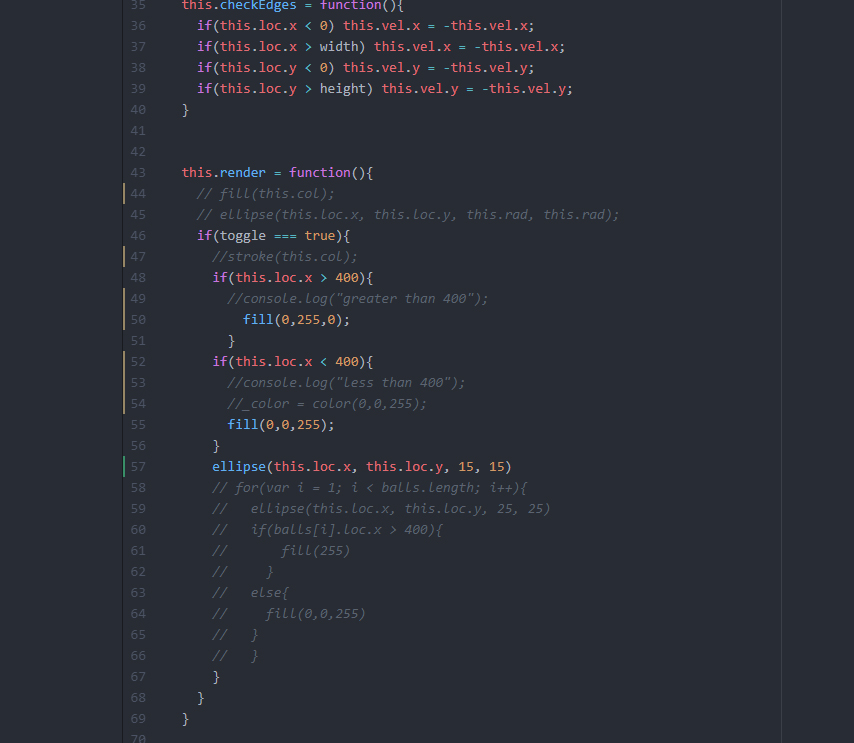 35 this.checkEdges = function(){
36 if(this.loc.x < 0) this.vel.x = -this.vel.x;
37 if(this.loc.x > width) this.vel.x = -this.vel.x;
38 if(this.loc.y < 0) this.vel.y = -this.vel.y;
39 if(this.loc.y > height) this.vel.y = -this.vel.y;
40 }
41
42
43 this.render = function(){
44 // fill(this.col);
45 // ellipse(this.loc.x, this.loc.y, this.rad, this.rad);
46 if(toggle === true){
47 //stroke(this.col);
48 if(this.loc.x > 400){
49 //console.log("greater than 400");
50 fill(0,255,0);
51 }
52 if(this.loc.x < 400){
53 //console.log("less than 400");
54 //_color = color(0,0,255);
55 fill(0,0,255);
56 }
57 ellipse(this.loc.x, this.loc.y, 15, 15)
58 // for(var i = 1; i < balls.length; i++){
59 // ellipse(this.loc.x, this.loc.y, 25, 25)
60 // if(balls[i].loc.x > 400){
61 // fill(255)
62 // }
63 // else{
64 // fill(0,0,255)
65 // }
66 // }
67 }
68 }
69 }
70